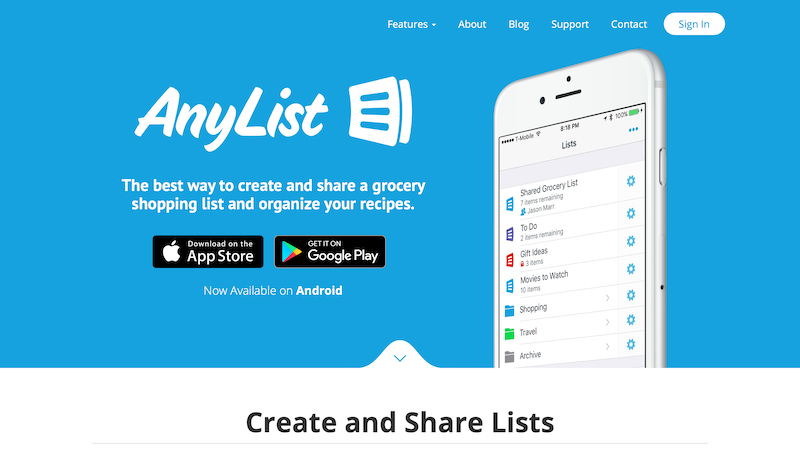 Features
About
Blog
Support
Contact
Sign In
AnyList
The best way to create and share a grocery
shopping list and organize your recipes.
Download on the
App Store
GET IT ON
Google Play
Now Available on Android
T-Mobile
8:18 PM
100%
Lists
Shared Grocery List
7 items remaining
Jason Marr
To Do
2 items remaining
Gift Ideas
3 items
Movies to Watch
10 items
Shopping
Travel
Archive
Create and Share Lists